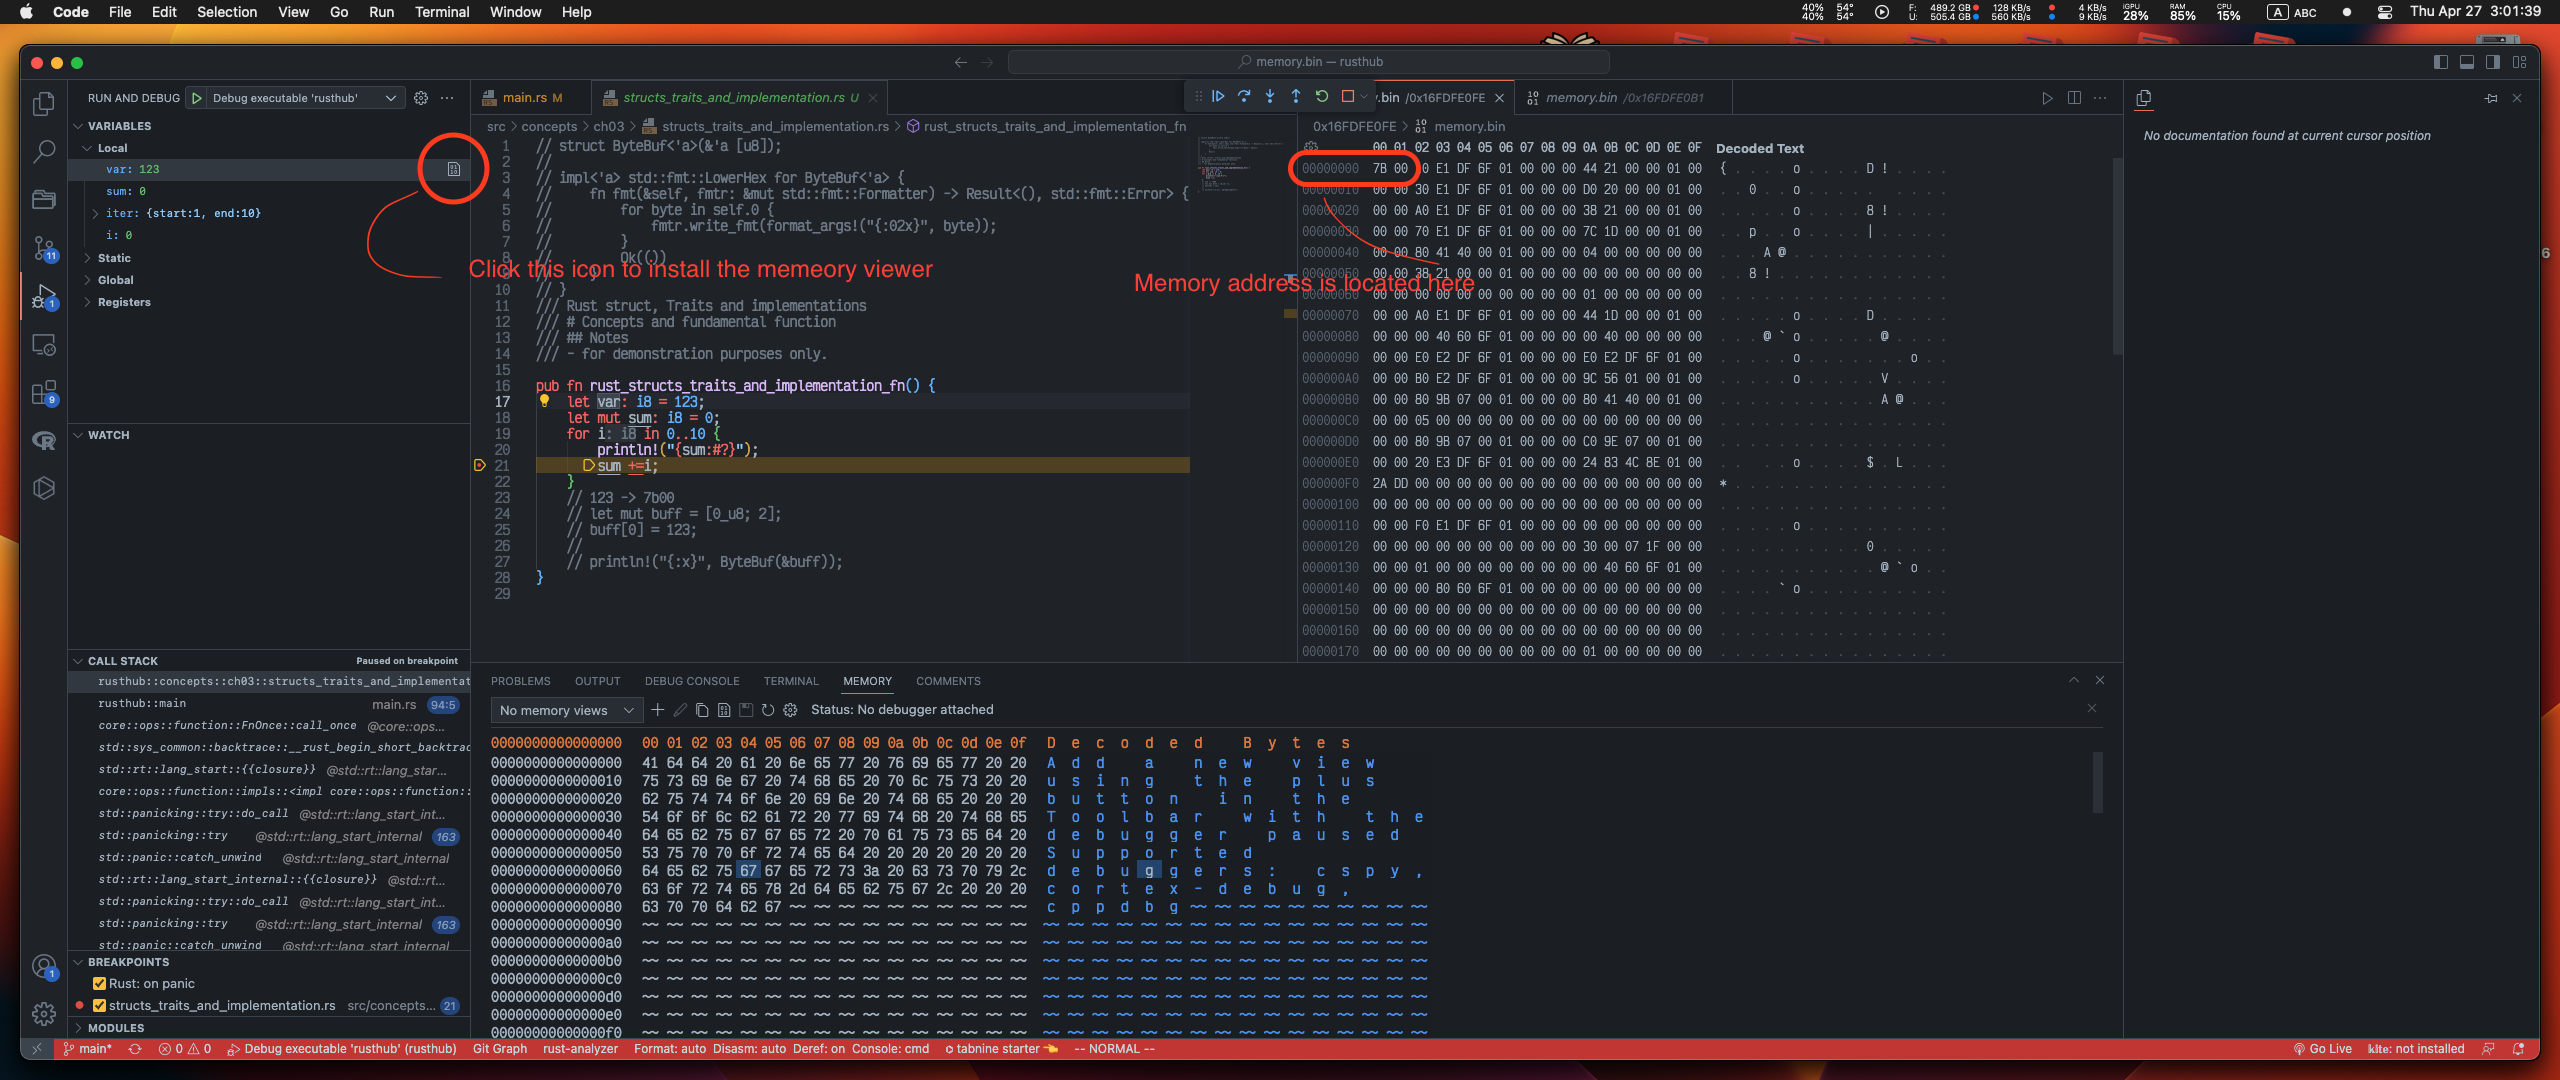 Code File Edit Selection View Go Run Terminal Window Help
40% 54° F: 489.2 GB 128 KB/s 4 KB/s iGPU RAM CPU A ABC Thu Apr 27 3:01:39
40% 54° U: 505.4 GB 560 KB/s 9 KB/s 28% 85% 15%
memory.bin — rusthub
RUN AND DEBUG Debug executable 'rusthub'
VARIABLES
Local
var: 123
sum: 0
iter: {start:1, end:10}
i: 0
Static
Global
Registers
WATCH
CALL STACK Paused on breakpoint
rusthub::concepts::ch03::structs_traits_and_implementat
rusthub::main main.rs 94:5
core::ops::function::FnOnce::call_once @core::ops...
std::sys_common::backtrace::__rust_begin_short_backtrac
std::rt::lang_start::{{closure}} @std::rt::lang_star...
core::ops::function::impls::<impl core::ops::function::
std::panicking::try::do_call @std::rt::lang_start_int...
std::panicking::try @std::rt::lang_start_internal 163
std::panic::catch_unwind @std::rt::lang_start_internal
std::rt::lang_start_internal::{{closure}} @std::rt...
std::panicking::try::do_call @std::rt::lang_start_int...
std::panicking::try @std::rt::lang_start_internal 163
std::panic::catch_unwind @std::rt::lang_start_internal
BREAKPOINTS
Rust: on panic
structs_traits_and_implementation.rs src/concepts... 21
MODULES
11
1
9
1
main.rs M structs_traits_and_implementation.rs U
src > concepts > ch03 > structs_traits_and_implementation.rs > rust_structs_traits_and_implementation_fn
1 // struct ByteBuf<'a>(&'a [u8]);
2 //
3 // impl<'a> std::fmt::LowerHex for ByteBuf<'a> {
4 // fn fmt(&self, fmtr: &mut std::fmt::Formatter) -> Result<(), std::fmt::Error> {
5 // for byte in self.0 {
6 // fmtr.write_fmt(format_args!("{:02x}", byte));
7 // }
8 // Ok(())
9 // }
10 // }
11 /// Rust struct, Traits and implementations
12 /// # Concepts and fundamental function
13 /// ## Notes
14 /// - for demonstration purposes only.
15
16 pub fn rust_structs_traits_and_implementation_fn() {
17 let var: i8 = 123;
18 let mut sum: i8 = 0;
19 for i: i8 in 0..10 {
20 println!("{sum:#?}");
21 sum +=i;
22 }
23 // 123 -> 7b00
24 // let mut buff = [0_u8; 2];
25 // buff[0] = 123;
26 //
27 // println!("{:x}", ByteBuf(&buff));
28 }
29
Click this icon to install the memeory viewer
Memory address is located here
.bin /0x16FDFE0FE memory.bin /0x16FDFE0B1
0x16FDFE0FE > memory.bin
00 01 02 03 04 05 06 07 08 09 0A 0B 0C 0D 0E 0F Decoded Text
00000000 7B 00 E1 DF 6F 01 00 00 00 44 21 00 00 01 00 { o D !
00000010 00 00 30 E1 DF 6F 01 00 00 00 D0 20 00 00 01 00 0 o
00000020 00 00 A0 E1 DF 6F 01 00 00 00 38 21 00 00 01 00 o 8 !
00000030 00 00 70 E1 DF 6F 01 00 00 00 7C 1D 00 00 01 00 p o |
00000040 00 00 80 41 40 00 01 00 00 00 04 00 00 00 00 00 A @
00000050 00 00 38 21 00 00 01 00 00 00 00 00 00 00 00 00 8 !
00000060 00 00 00 00 00 00 00 00 00 00 01 00 00 00 00 00
00000070 00 00 A0 E1 DF 6F 01 00 00 00 44 1D 00 00 01 00 o D
00000080 00 00 00 40 60 6F 01 00 00 00 00 40 00 00 00 00 @ ` o @
00000090 00 00 E0 E2 DF 6F 01 00 00 00 E0 E2 DF 6F 01 00 o o
000000A0 00 00 B0 E2 DF 6F 01 00 00 00 9C 56 01 00 01 00 o V
000000B0 00 00 80 9B 07 00 01 00 00 00 80 41 40 00 01 00 A @
000000C0 00 00 05 00 00 00 00 00 00 00 00 00 00 00 00 00
000000D0 00 00 80 9B 07 00 01 00 00 00 C0 9E 07 00 01 00
000000E0 00 00 20 E3 DF 6F 01 00 00 00 24 83 4C 8E 01 00 o $ . L
000000F0 2A DD 00 00 00 00 00 00 00 00 00 00 00 00 00 00 *
00000100 00 00 00 00 00 00 00 00 00 00 00 00 00 00 00 00
00000110 00 00 F0 E1 DF 6F 01 00 00 00 00 00 00 00 00 00 o
00000120 00 00 00 00 00 00 00 00 00 00 30 00 07 1F 00 00 0
00000130 00 00 01 00 00 00 00 00 00 00 00 40 60 6F 01 00 @ ` o
00000140 00 00 00 80 60 6F 01 00 00 00 00 00 00 00 00 00 ` o
00000150 00 00 00 00 00 00 00 00 00 00 00 00 00 00 00 00
00000160 00 00 00 00 00 00 00 00 00 00 00 00 00 00 00 00
00000170 00 00 00 00 00 00 00 00 00 00 01 00 00 00 00 00
No documentation found at current cursor position
PROBLEMS OUTPUT DEBUG CONSOLE TERMINAL MEMORY COMMENTS
No memory views Status: No debugger attached
0000000000000000 00 01 02 03 04 05 06 07 08 09 0a 0b 0c 0d 0e 0f Decoded Bytes
0000000000000000 41 64 64 20 61 20 6e 65 77 20 76 69 65 77 20 20 Add a new view
0000000000000010 75 73 69 6e 67 20 74 68 65 20 70 6c 75 73 20 20 using the plus
0000000000000020 62 75 74 74 6f 6e 20 69 6e 20 74 68 65 20 20 20 button in the
0000000000000030 54 6f 6f 6c 62 61 72 20 77 69 74 68 20 74 68 65 Toolbar with the
0000000000000040 64 65 62 75 67 67 65 72 20 70 61 75 73 65 64 20 debugger paused
0000000000000050 53 75 70 70 6f 72 74 65 64 20 20 20 20 20 20 20 Supported
0000000000000060 64 65 62 75 67 67 65 72 73 3a 20 63 73 70 79 2c debuggers: cspy,
0000000000000070 63 6f 72 74 65 78 2d 64 65 62 75 67 2c 20 20 20 cortex-debug,
0000000000000080 63 70 70 64 62 67 ~~ ~~ ~~ ~~ ~~ ~~ ~~ ~~ ~~ ~~ cppdbg ~~ ~~ ~~ ~~ ~~ ~~ ~~ ~~ ~~ ~~
0000000000000090 ~~ ~~ ~~ ~~ ~~ ~~ ~~ ~~ ~~ ~~ ~~ ~~ ~~ ~~ ~~ ~~
00000000000000a0 ~~ ~~ ~~ ~~ ~~ ~~ ~~ ~~ ~~ ~~ ~~ ~~ ~~ ~~ ~~ ~~
00000000000000b0 ~~ ~~ ~~ ~~ ~~ ~~ ~~ ~~ ~~ ~~ ~~ ~~ ~~ ~~ ~~ ~~
00000000000000c0 ~~ ~~ ~~ ~~ ~~ ~~ ~~ ~~ ~~ ~~ ~~ ~~ ~~ ~~ ~~ ~~
00000000000000d0 ~~ ~~ ~~ ~~ ~~ ~~ ~~ ~~ ~~ ~~ ~~ ~~ ~~ ~~ ~~ ~~
00000000000000e0 ~~ ~~ ~~ ~~ ~~ ~~ ~~ ~~ ~~ ~~ ~~ ~~ ~~ ~~ ~~ ~~
00000000000000f0 ~~ ~~ ~~ ~~ ~~ ~~ ~~ ~~ ~~ ~~ ~~ ~~ ~~ ~~ ~~ ~~
main* 0 0 Debug executable 'rusthub' (rusthub) Git Graph rust-analyzer Format: auto Disasm: auto Deref: on Console: cmd tabnine starter -- NORMAL -- Go Live kite: not installed